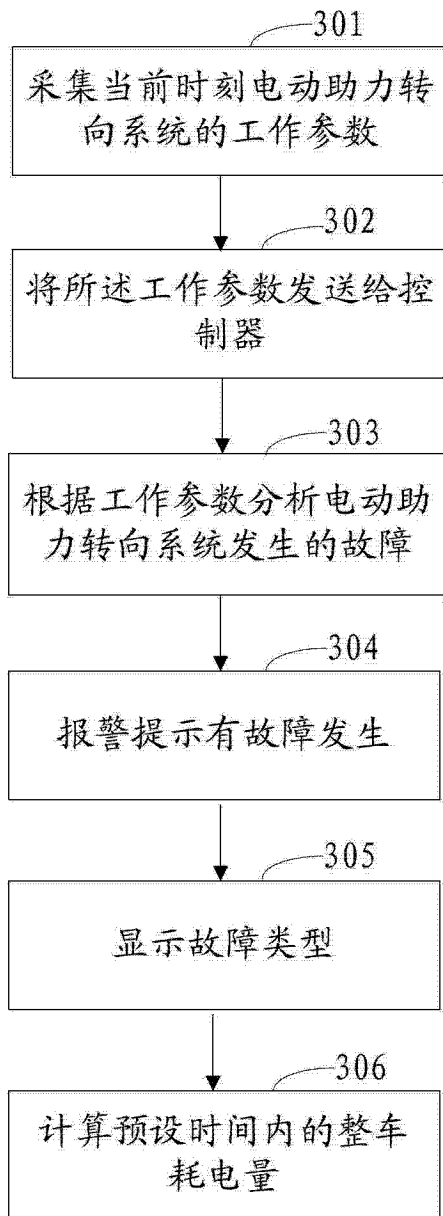 301
采集当前时刻电动助力转
向系统的工作参数
302
将所述工作参数发送给控
制器
303
根据工作参数分析电动助
力转向系统发生的故障
304
报警提示有故障发生
305
显示故障类型
306
计算预设时间内的整车
耗电量